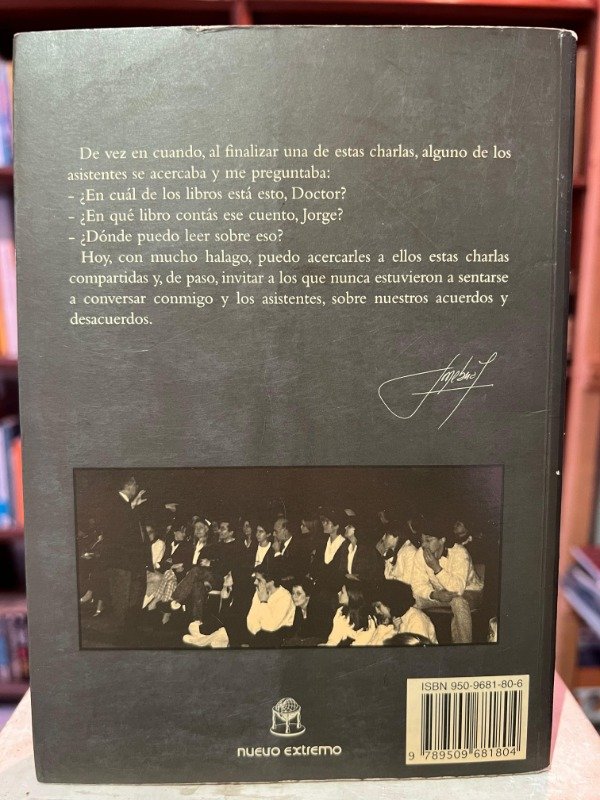 De vez en cuando, al finalizar una de estas charlas, alguno de los
asistentes se acercaba y me preguntaba:
- ¿En cuál de los libros está esto, Doctor?
- ¿En qué libro contás ese cuento, Jorge?
- ¿Dónde puedo leer sobre eso?
Hoy, con mucho halago, puedo acercarles a ellos estas charlas
compartidas y, de paso, invitar a los que nunca estuvieron a sentarse
a conversar conmigo y los asistentes, sobre nuestros acuerdos y
desacuerdos.
ISBN 950-9681-80-6
9 789509 681804
nuevo extremo